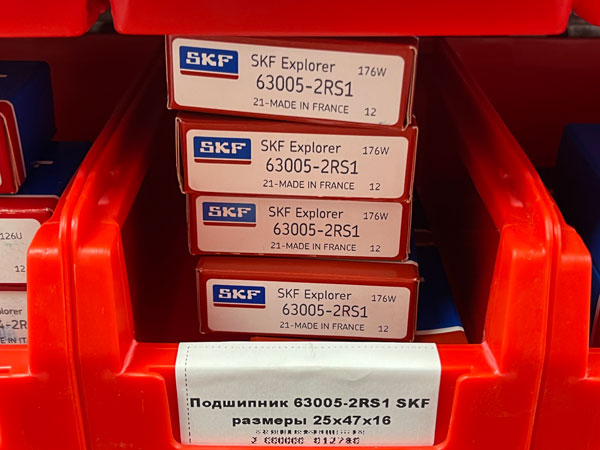 SKF
SKF Explorer
176W
63005-2RS1
21-MADE IN FRANCE
12
SKF
SKF Explorer
176W
63005-2RS1
21-MADE IN FRANCE
12
SKF
SKF Explorer
176W
63005-2RS1
21-MADE IN FRANCE
12
SKF
SKF Explorer
176W
63005-2RS1
21-MADE IN FRANCE
12
126U
12
Подшипник 63005-2RS1 SKF
размеры 25x47x16